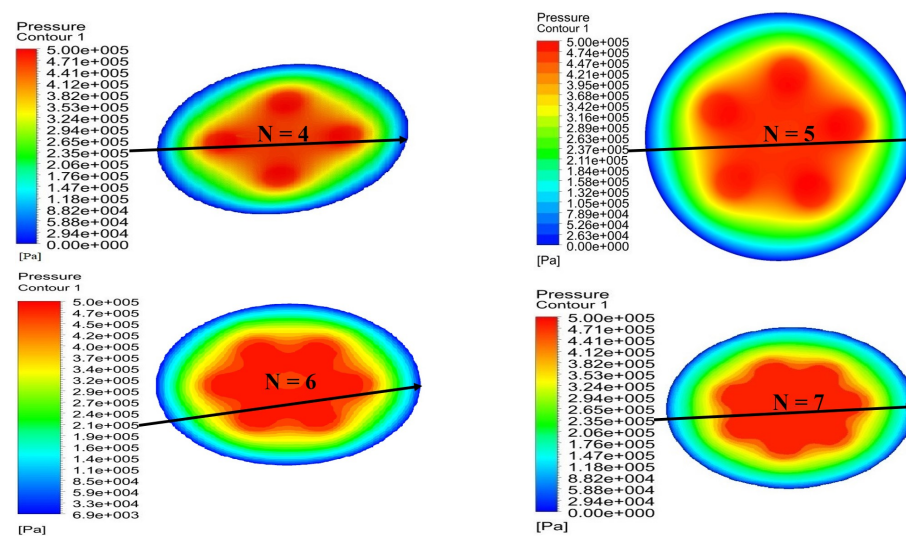 Pressure
Contour 1
5.00e+005
4.71e+005
4.41e+005
4.12e+005
3.82e+005
3.53e+005
3.24e+005
2.94e+005
2.65e+005
2.35e+005
2.06e+005
1.76e+005
1.47e+005
1.18e+005
8.82e+004
5.88e+004
2.94e+004
0.00e+000
[Pa]
N = 4
Pressure
Contour 1
5.00e+005
4.74e+005
4.47e+005
4.21e+005
3.95e+005
3.68e+005
3.42e+005
3.16e+005
2.89e+005
2.63e+005
2.37e+005
2.11e+005
1.84e+005
1.58e+005
1.32e+005
1.05e+005
7.89e+004
5.26e+004
2.63e+004
0.00e+000
[Pa]
N = 5
Pressure
Contour 1
5.0e+005
4.7e+005
4.5e+005
4.2e+005
4.0e+005
3.7e+005
3.4e+005
3.2e+005
2.9e+005
2.7e+005
2.4e+005
2.1e+005
1.9e+005
1.6e+005
1.4e+005
1.1e+005
8.5e+004
5.9e+004
3.3e+004
6.9e+003
[Pa]
N = 6
Pressure
Contour 1
5.00e+005
4.71e+005
4.41e+005
4.12e+005
3.82e+005
3.53e+005
3.24e+005
2.94e+005
2.65e+005
2.35e+005
2.06e+005
1.76e+005
1.47e+005
1.18e+005
8.82e+004
5.88e+004
2.94e+004
0.00e+000
[Pa]
N = 7